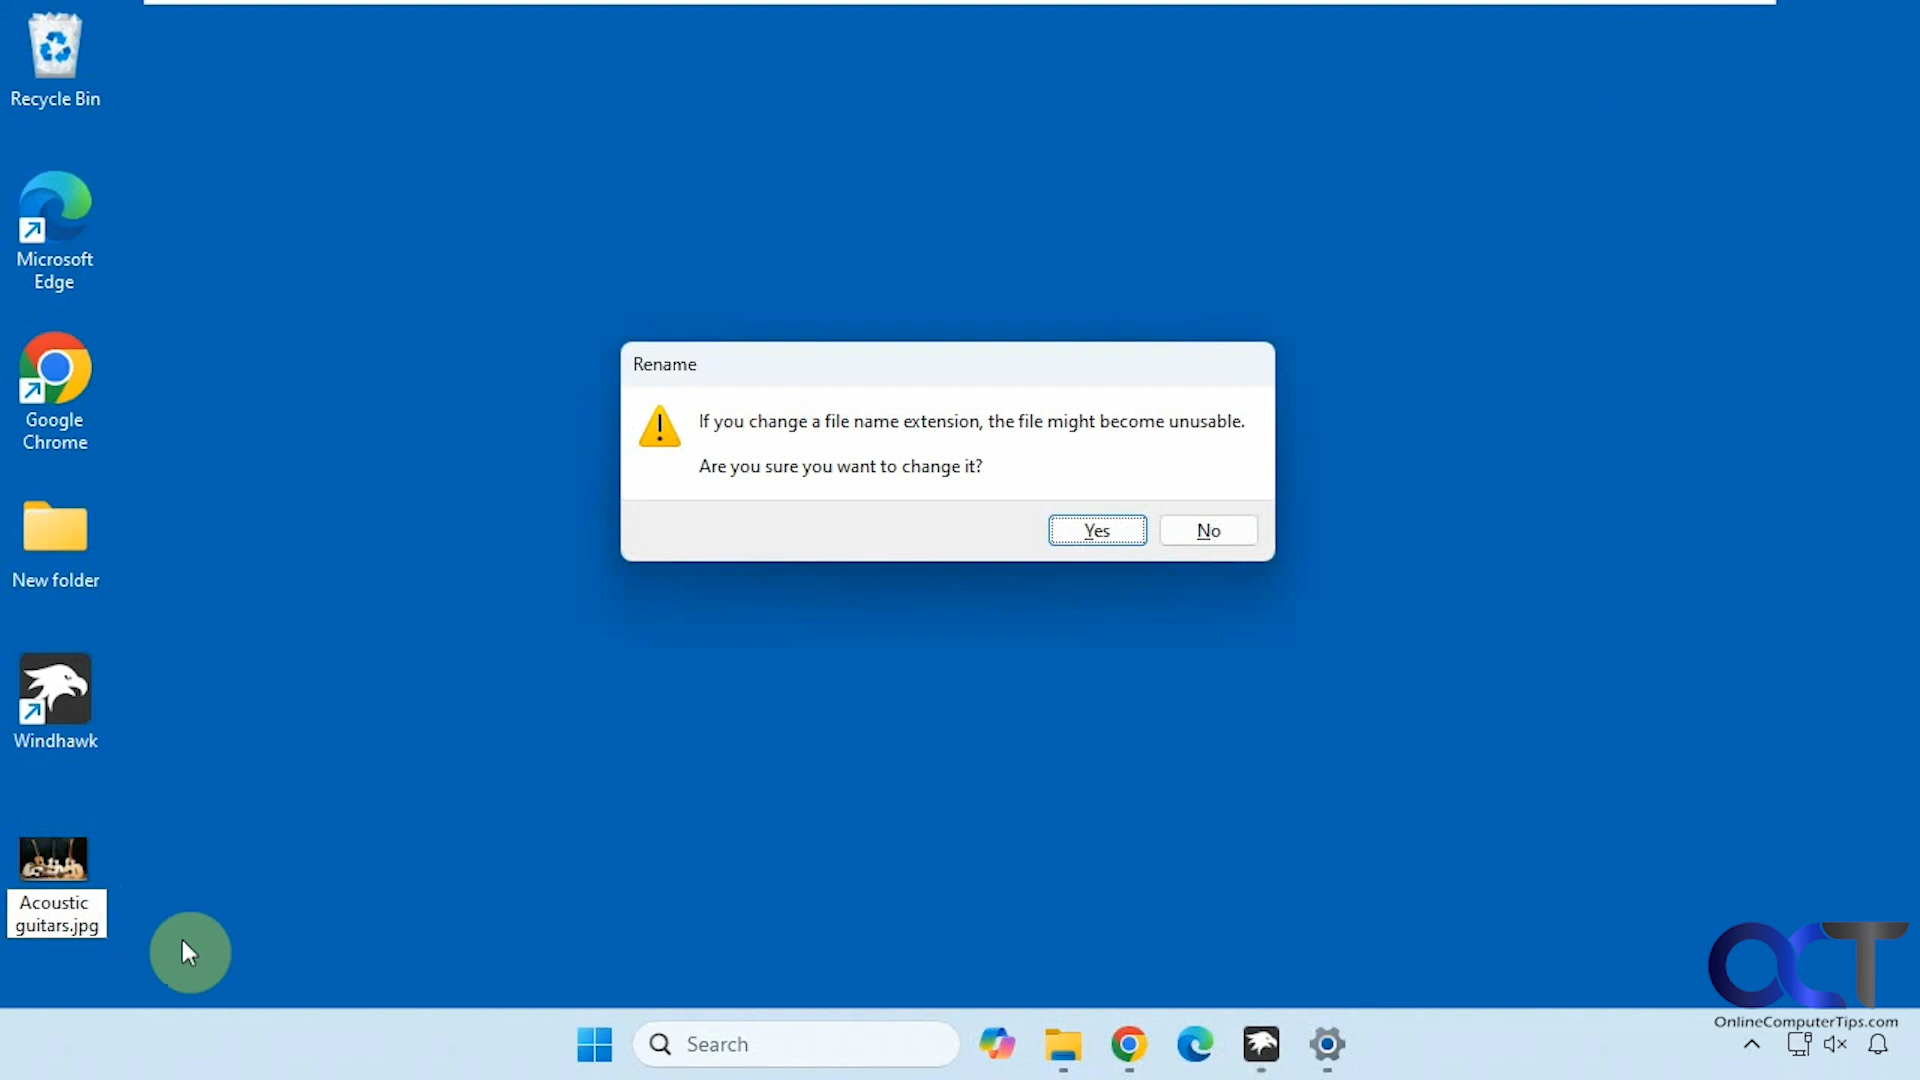 Recycle Bin
Microsoft
Edge
Google
Chrome
New folder
Windhawk
Acoustic
guitars.jpg
Rename
If you change a file name extension, the file might become unusable.
Are you sure you want to change it?
Yes
No
Search
OCT
OnlineComputerTips.com